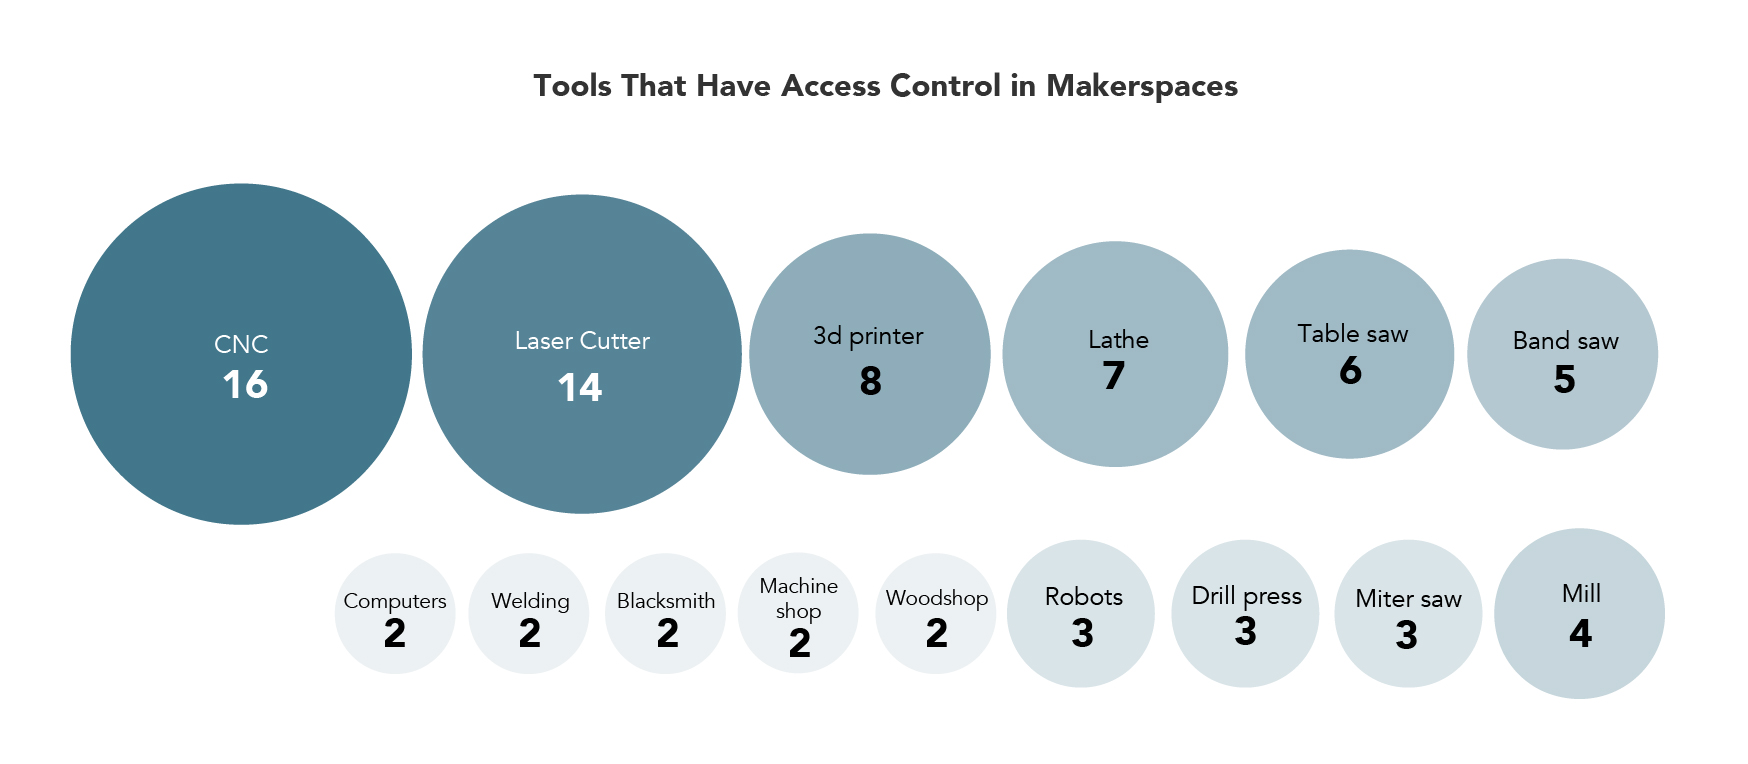 Tools That Have Access Control in Makerspaces
CNC
16
Laser Cutter
14
3d printer
8
Lathe
7
Table saw
6
Band saw
5
Computers
2
Welding
2
Blacksmith
2
Machine
shop
2
Woodshop
2
Robots
3
Drill press
3
Miter saw
3
Mill
4